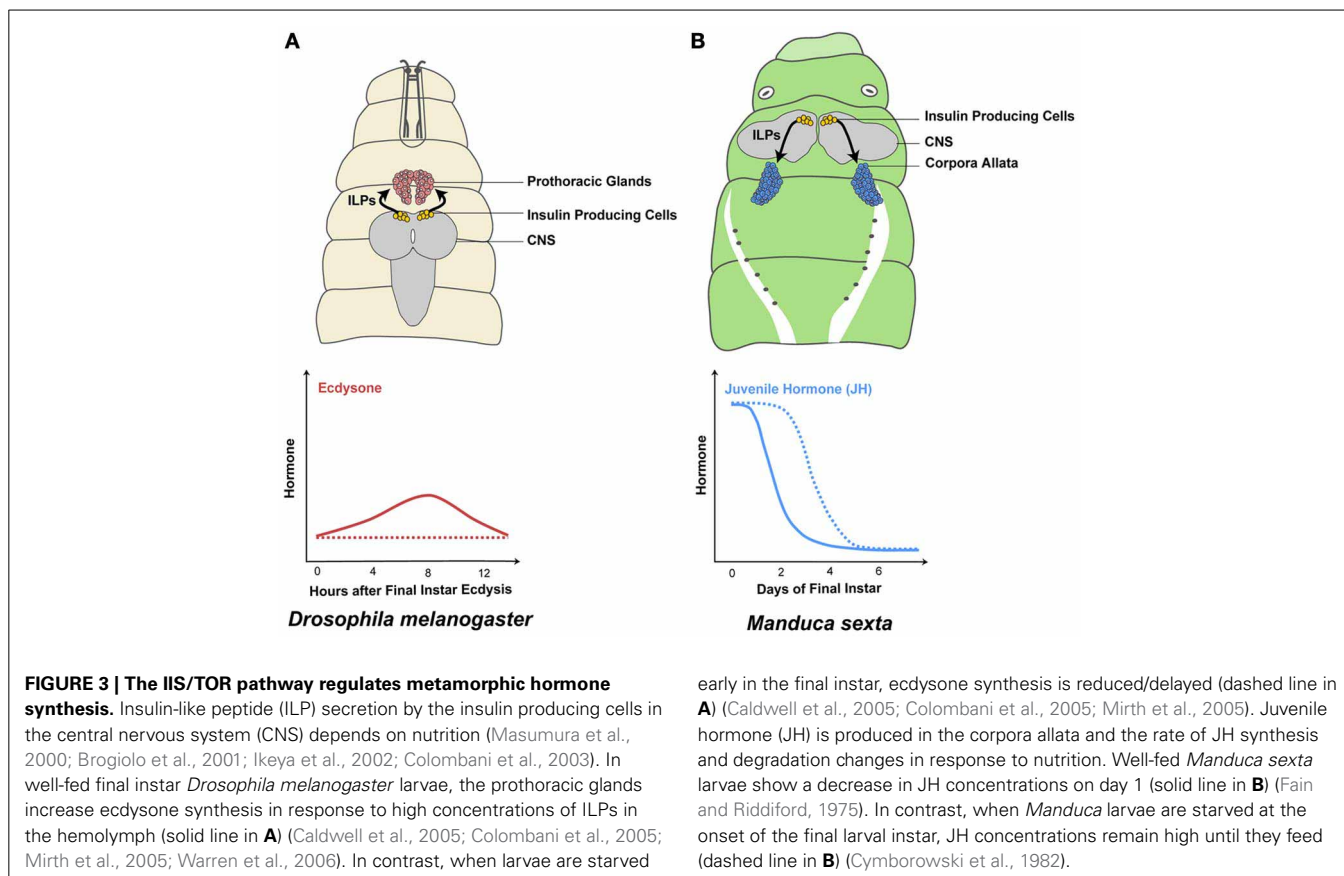 A
ILPs
Prothoracic Glands
Insulin Producing Cells
CNS
Ecdysone
Hormone
0 4 8 12
Hours after Final Instar Ecdysis
Drosophila melanogaster
B
ILPs
Insulin Producing Cells
CNS
Corpora Allata
Juvenile Hormone (JH)
Hormone
0 2 4 6
Days of Final Instar
Manduca sexta
FIGURE 3 | The IIS/TOR pathway regulates metamorphic hormone
synthesis. Insulin-like peptide (ILP) secretion by the insulin producing cells in
the central nervous system (CNS) depends on nutrition (Masumura et al.,
2000; Brogiolo et al., 2001; Ikeya et al., 2002; Colombani et al., 2003). In
well-fed final instar Drosophila melanogaster larvae, the prothoracic glands
increase ecdysone synthesis in response to high concentrations of ILPs in
the hemolymph (solid line in A) (Caldwell et al., 2005; Colombani et al., 2005;
Mirth et al., 2005; Warren et al., 2006). In contrast, when larvae are starved
early in the final instar, ecdysone synthesis is reduced/delayed (dashed line in
A) (Caldwell et al., 2005; Colombani et al., 2005; Mirth et al., 2005). Juvenile
hormone (JH) is produced in the corpora allata and the rate of JH synthesis
and degradation changes in response to nutrition. Well-fed Manduca sexta
larvae show a decrease in JH concentrations on day 1 (solid line in B) (Fain
and Riddiford, 1975). In contrast, when Manduca larvae are starved at the
onset of the final larval instar, JH concentrations remain high until they feed
(dashed line in B) (Cymborowski et al., 1982).